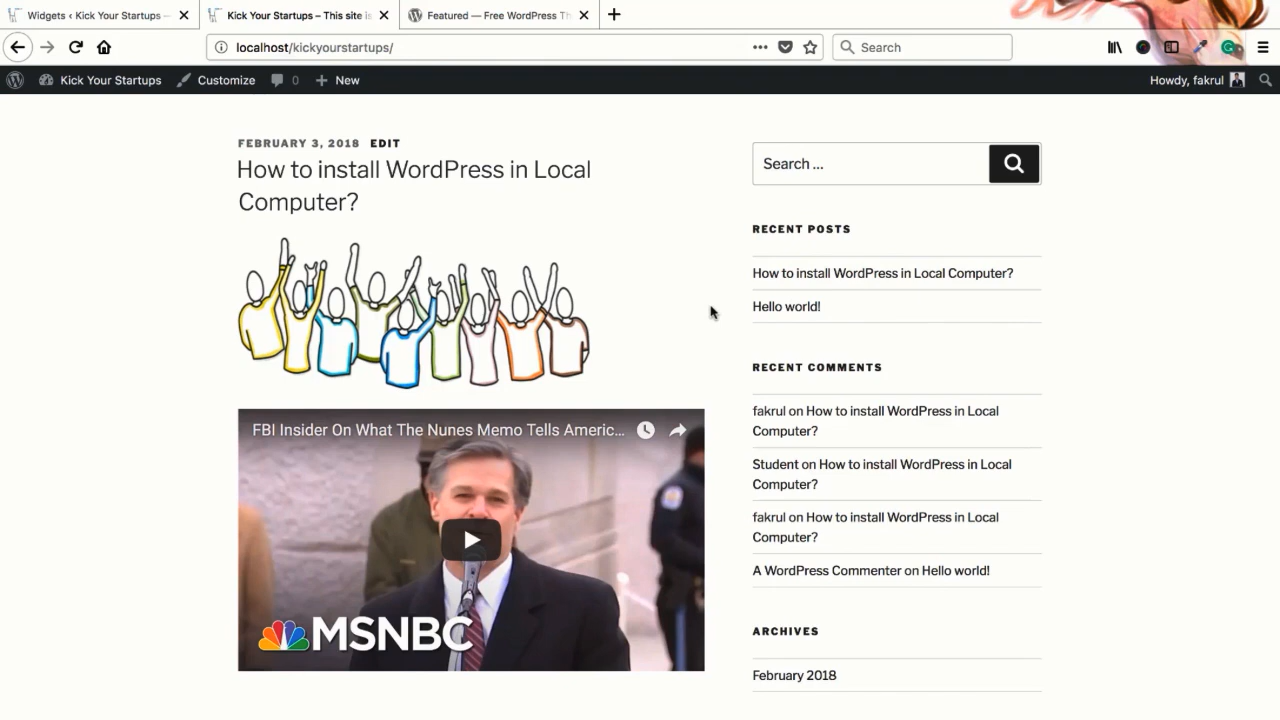 Widgets ‹ Kick Your Startups —
Kick Your Startups – This site is
Featured — Free WordPress Th
localhost/kickyourstartups/
Search
Kick Your Startups
Customize
0
New
Howdy, fakrul
FEBRUARY 3, 2018 EDIT
How to install WordPress in Local
Computer?
FBI Insider On What The Nunes Memo Tells Americ...
MSNBC
Search ...
RECENT POSTS
How to install WordPress in Local Computer?
Hello world!
RECENT COMMENTS
fakrul on How to install WordPress in Local
Computer?
Student on How to install WordPress in Local
Computer?
fakrul on How to install WordPress in Local
Computer?
A WordPress Commenter on Hello world!
ARCHIVES
February 2018